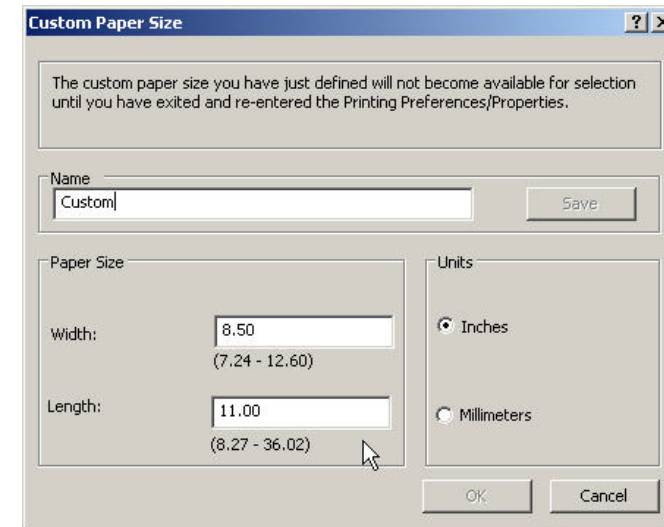 Custom Paper Size
The custom paper size you have just defined will not become available for selection
until you have exited and re-entered the Printing Preferences/Properties.
Name
Custom
Save
Paper Size
Width:
8.50
(7.24 - 12.60)
Length:
11.00
(8.27 - 36.02)
Units
Inches
Millimeters
OK
Cancel